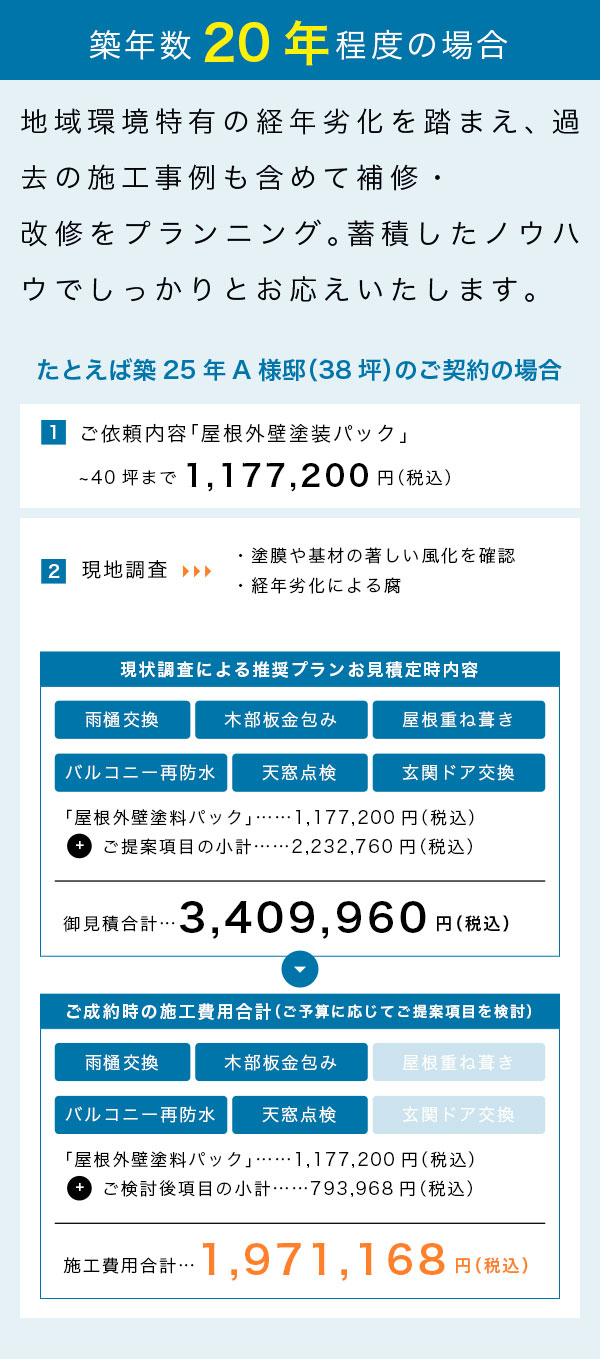 築年数 20 年程度の場合
地域環境特有の経年劣化を踏まえ、過
去の施工事例も含めて補修・
改修をプランニング。蓄積したノウハ
ウでしっかりとお応えいたします。
たとえば築 25 年 A 様邸(38 坪)のご契約の場合
1 ご依頼内容「屋根外壁塗装パック」
~40 坪まで 1,177,200 円(税込)
2 現地調査
・塗膜や基材の著しい風化を確認
・経年劣化による腐
現状調査による推奨プランお見積定時内容
雨樋交換 木部板金包み 屋根重ね葺き
バルコニー再防水 天窓点検 玄関ドア交換
「屋根外壁塗料パック」……1,177,200 円(税込)
+ ご提案項目の小計……2,232,760 円(税込)
御見積合計…3,409,960 円(税込)
ご成約時の施工費用合計(ご予算に応じてご提案項目を検討)
雨樋交換 木部板金包み 屋根重ね葺き
バルコニー再防水 天窓点検 玄関ドア交換
「屋根外壁塗料パック」……1,177,200 円(税込)
+ ご検討後項目の小計……793,968 円(税込)
施工費用合計…1,971,168 円(税込)